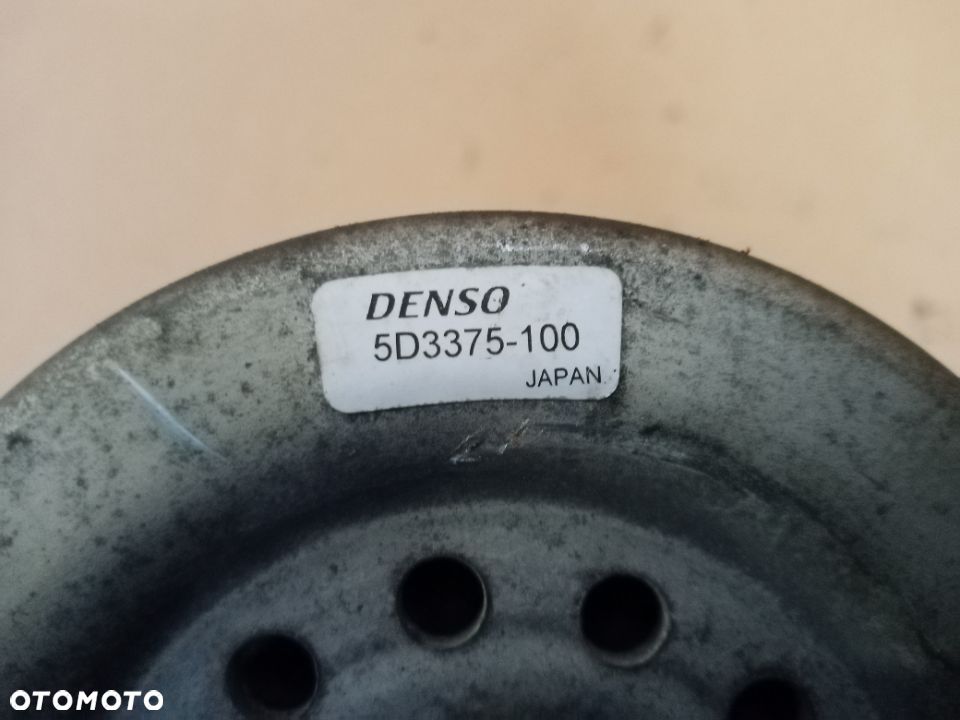 DENSO
5D3375-100
JAPAN
OTOMOTO